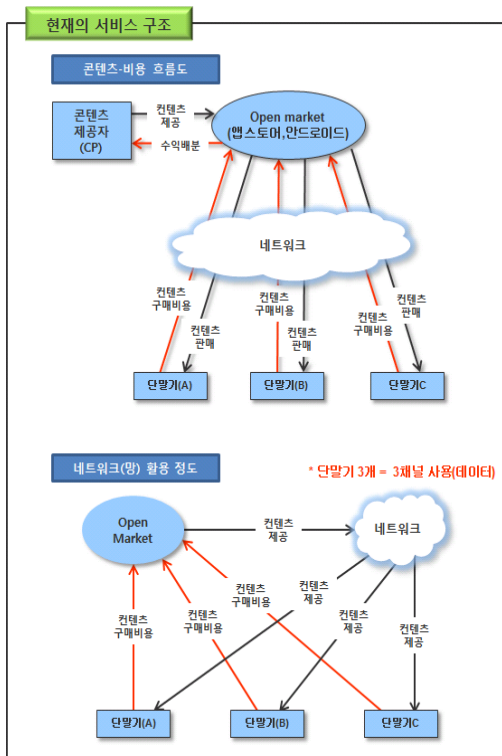 현재의 서비스 구조
콘텐츠-비용 흐름도
콘텐츠
제공자
(CP)
컨텐츠
제공
수익배분
Open market
(앱스토어,안드로이드)
네트워크
컨텐츠
구매비용
컨텐츠
판매
컨텐츠
구매비용
컨텐츠
판매
컨텐츠
구매비용
컨텐츠
판매
단말기(A)
단말기(B)
단말기C
네트워크(망) 활용 정도
* 단말기 3개 = 3채널 사용(데이터)
Open
Market
컨텐츠
제공
네트워크
컨텐츠
구매비용
컨텐츠
구매비용
컨텐츠
구매비용
컨텐츠
제공
컨텐츠
제공
컨텐츠
제공
단말기(A)
단말기(B)
단말기C